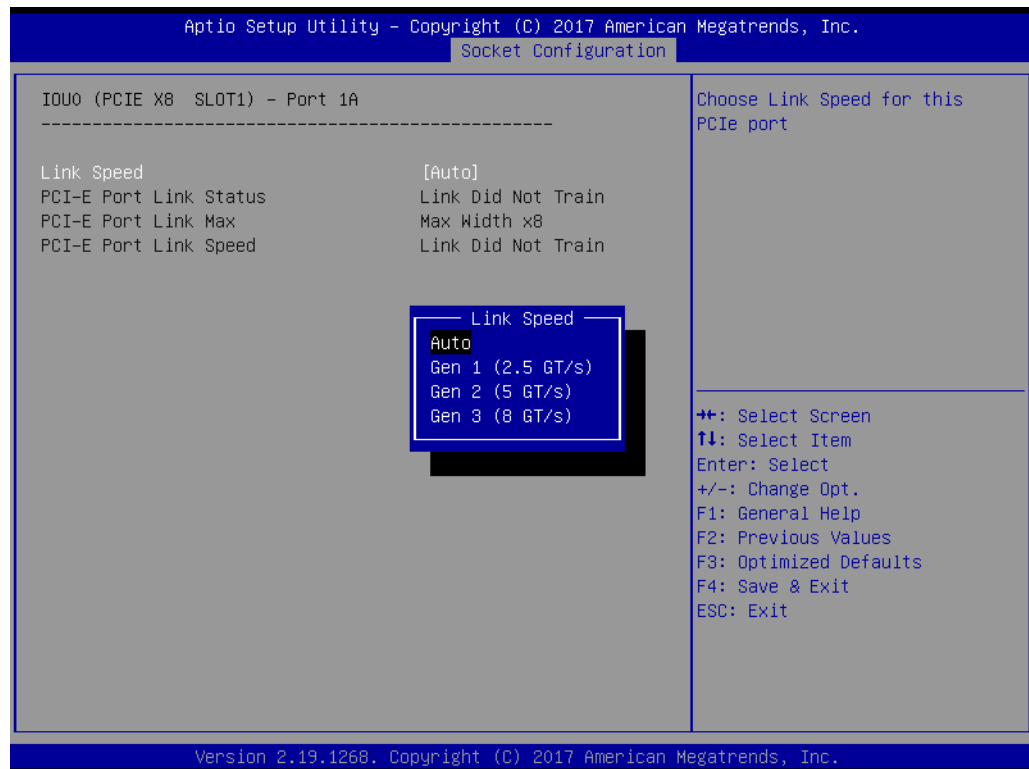 Aptio Setup Utility – Copyright (C) 2017 American Megatrends, Inc.
Socket Configuration
IOU0 (PCIE X8  SLOT1) – Port 1A
--------------------------------------------------
Link Speed [Auto]
PCI-E Port Link Status Link Did Not Train
PCI-E Port Link Max Max Width x8
PCI-E Port Link Speed Link Did Not Train
Link Speed
Auto
Gen 1 (2.5 GT/s)
Gen 2 (5 GT/s)
Gen 3 (8 GT/s)
Choose Link Speed for this
PCIe port
→←: Select Screen
↑↓: Select Item
Enter: Select
+/-: Change Opt.
F1: General Help
F2: Previous Values
F3: Optimized Defaults
F4: Save & Exit
ESC: Exit
Version 2.19.1268. Copyright (C) 2017 American Megatrends, Inc.